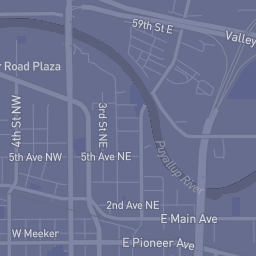 59th St E
Valley
r Road Plaza
4th St NW
3rd St NE
5th Ave NW
5th Ave NE
Puyallup River
2nd Ave NE
E Main Ave
W Meeker
E Pioneer Ave